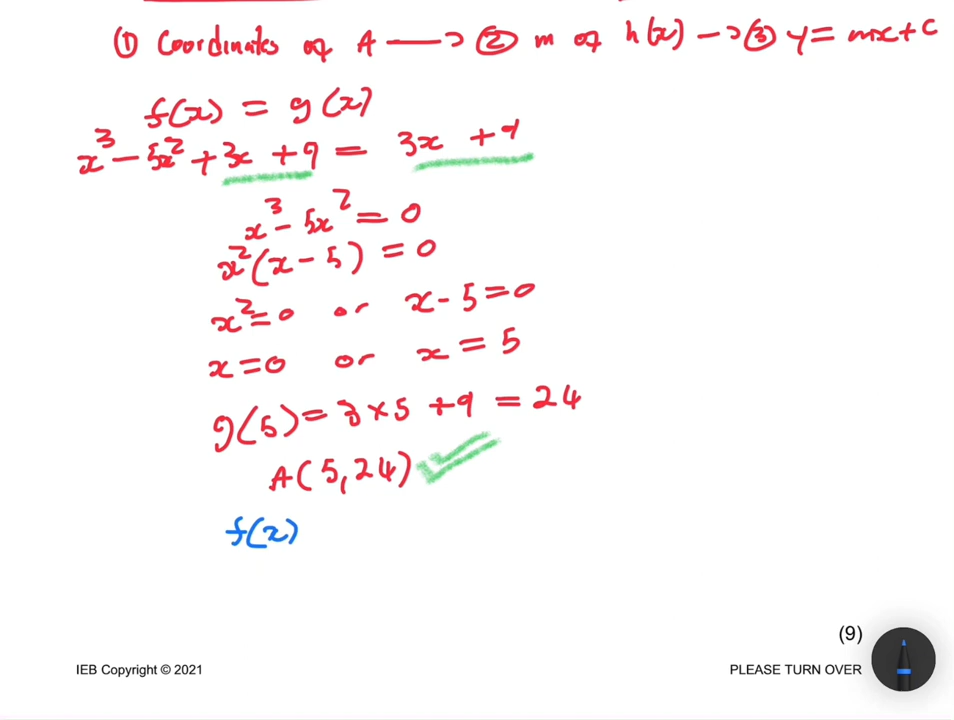 ① Coordinates of A → ② m of h(x) → ③ y = mx + c
f(x) = g(x)
x³ − 5x² + 3x + 9 = 3x + 9
x³ − 5x² = 0
x²(x − 5) = 0
x² = 0 or x − 5 = 0
x = 0 or x = 5
g(5) = 3 × 5 + 9 = 24
A(5, 24)
f(x)
(9)
IEB Copyright © 2021 PLEASE TURN OVER